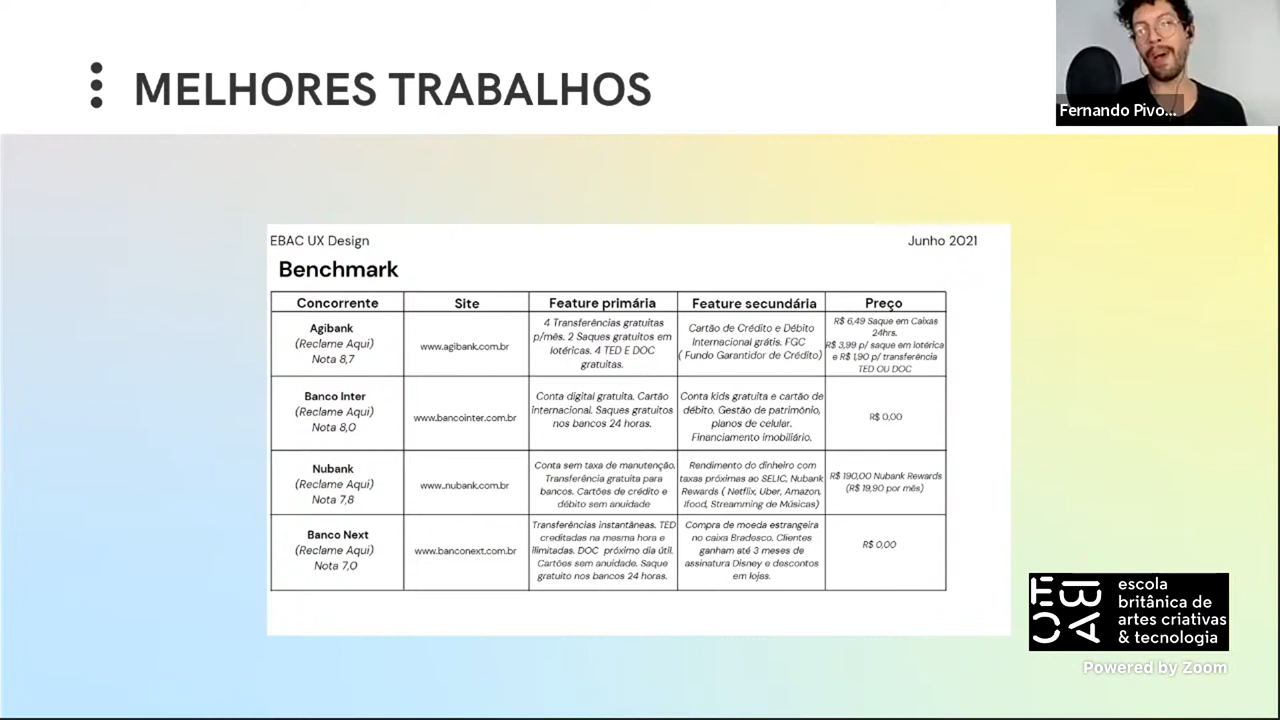 MELHORES TRABALHOS
Fernando Pivo...
EBAC UX Design
Junho 2021
Benchmark
Concorrente
Site
Feature primária
Feature secundária
Preço
Agibank
(Reclame Aqui)
Nota 8,7
www.agibank.com.br
4 Transferências gratuitas
p/mês. 2 Saques gratuitos em
lotéricas. 4 TED E DOC
gratuitas.
Cartão de Crédito e Débito
Internacional grátis. FGC
( Fundo Garantidor de Crédito)
R$ 6,49 Saque em Caixas
24hrs.
R$ 3,99 p/ saque em lotérica
e R$ 1,90 p/ transferência
TED OU DOC
Banco Inter
(Reclame Aqui)
Nota 8,0
www.bancointer.com.br
Conta digital gratuita. Cartão
internacional. Saques gratuitos
nos bancos 24 horas.
Conta kids gratuita e cartão de
débito. Gestão de patrimônio,
planos de celular.
Financiamento imobiliário.
R$ 0,00
Nubank
(Reclame Aqui)
Nota 7,8
www.nubank.com.br
Conta sem taxa de manutenção.
Transferência gratuita para
bancos. Cartões de crédito e
débito sem anuidade
Rendimento do dinheiro com
taxas próximas ao SELIC, Nubank
Rewards ( Netflix, Uber, Amazon,
Ifood, Streamming de Músicas)
R$ 190,00 Nubank Rewards
(R$ 19,90 por mês)
Banco Next
(Reclame Aqui)
Nota 7,0
www.banconext.com.br
Transferências instantâneas. TED
creditadas na mesma hora e
ilimitadas. DOC próximo dia útil.
Cartões sem anuidade. Saque
gratuito nos bancos 24 horas.
Compra de moeda estrangeira
no caixa Bradesco. Clientes
ganham até 3 meses de
assinatura Disney e descontos
em lojas.
R$ 0,00
EBAC
escola
britânica de
artes criativas
& tecnologia
Powered by Zoom